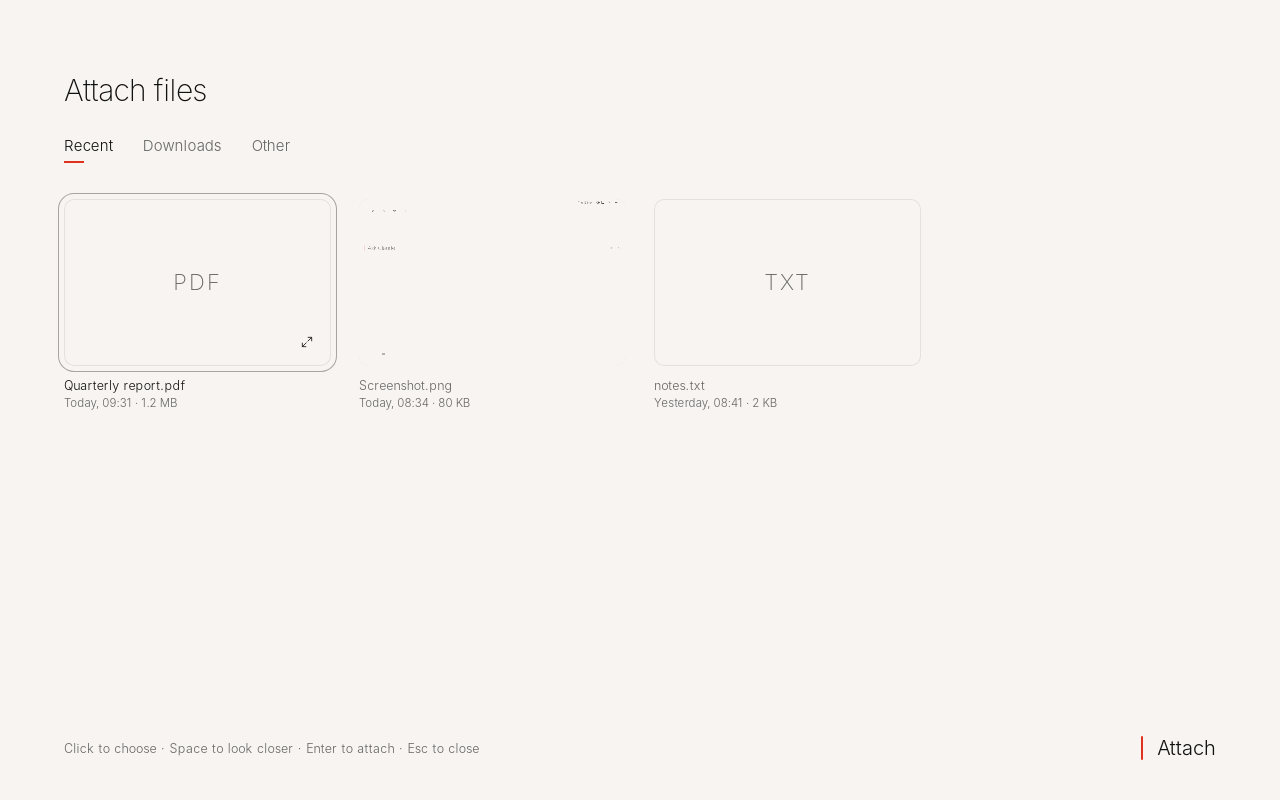 Attach files
Recent Downloads Other
PDF
TXT
Quarterly report.pdf
Today, 09:31 · 1.2 MB
Screenshot.png
Today, 08:34 · 80 KB
notes.txt
Yesterday, 08:41 · 2 KB
Click to choose · Space to look closer · Enter to attach · Esc to close
Attach